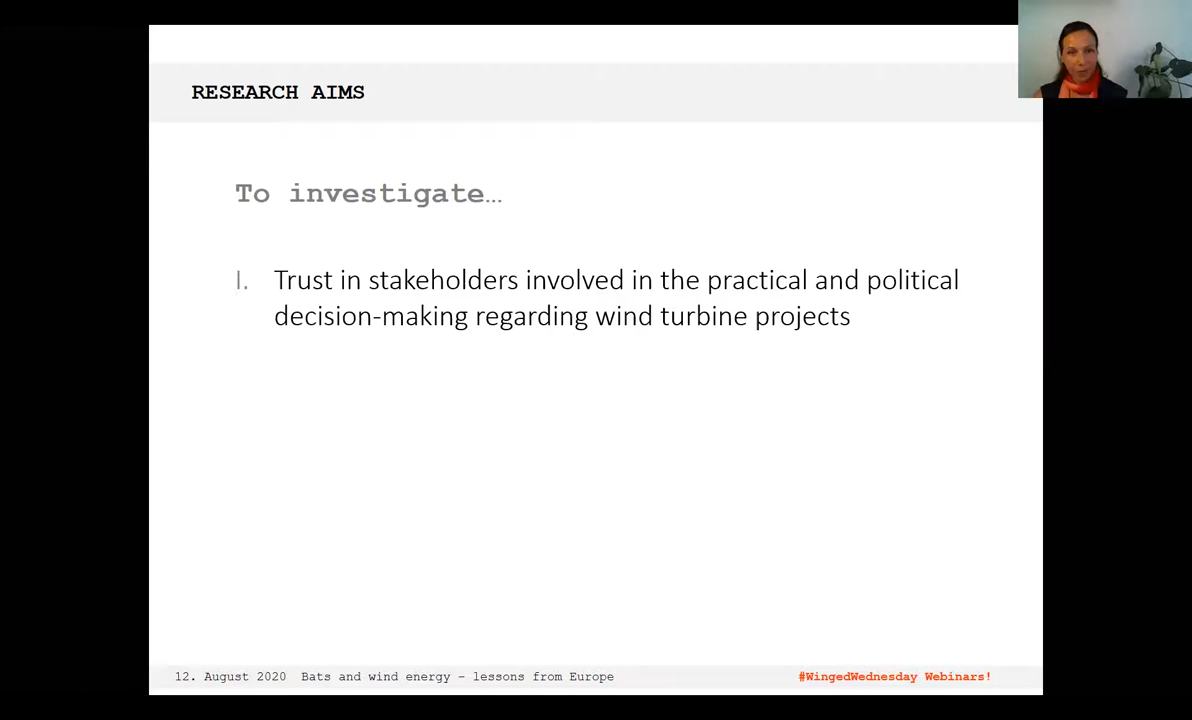 RESEARCH AIMS
To investigate…
I. Trust in stakeholders involved in the practical and political
decision-making regarding wind turbine projects
12. August 2020 Bats and wind energy – lessons from Europe #WingedWednesday Webinars!